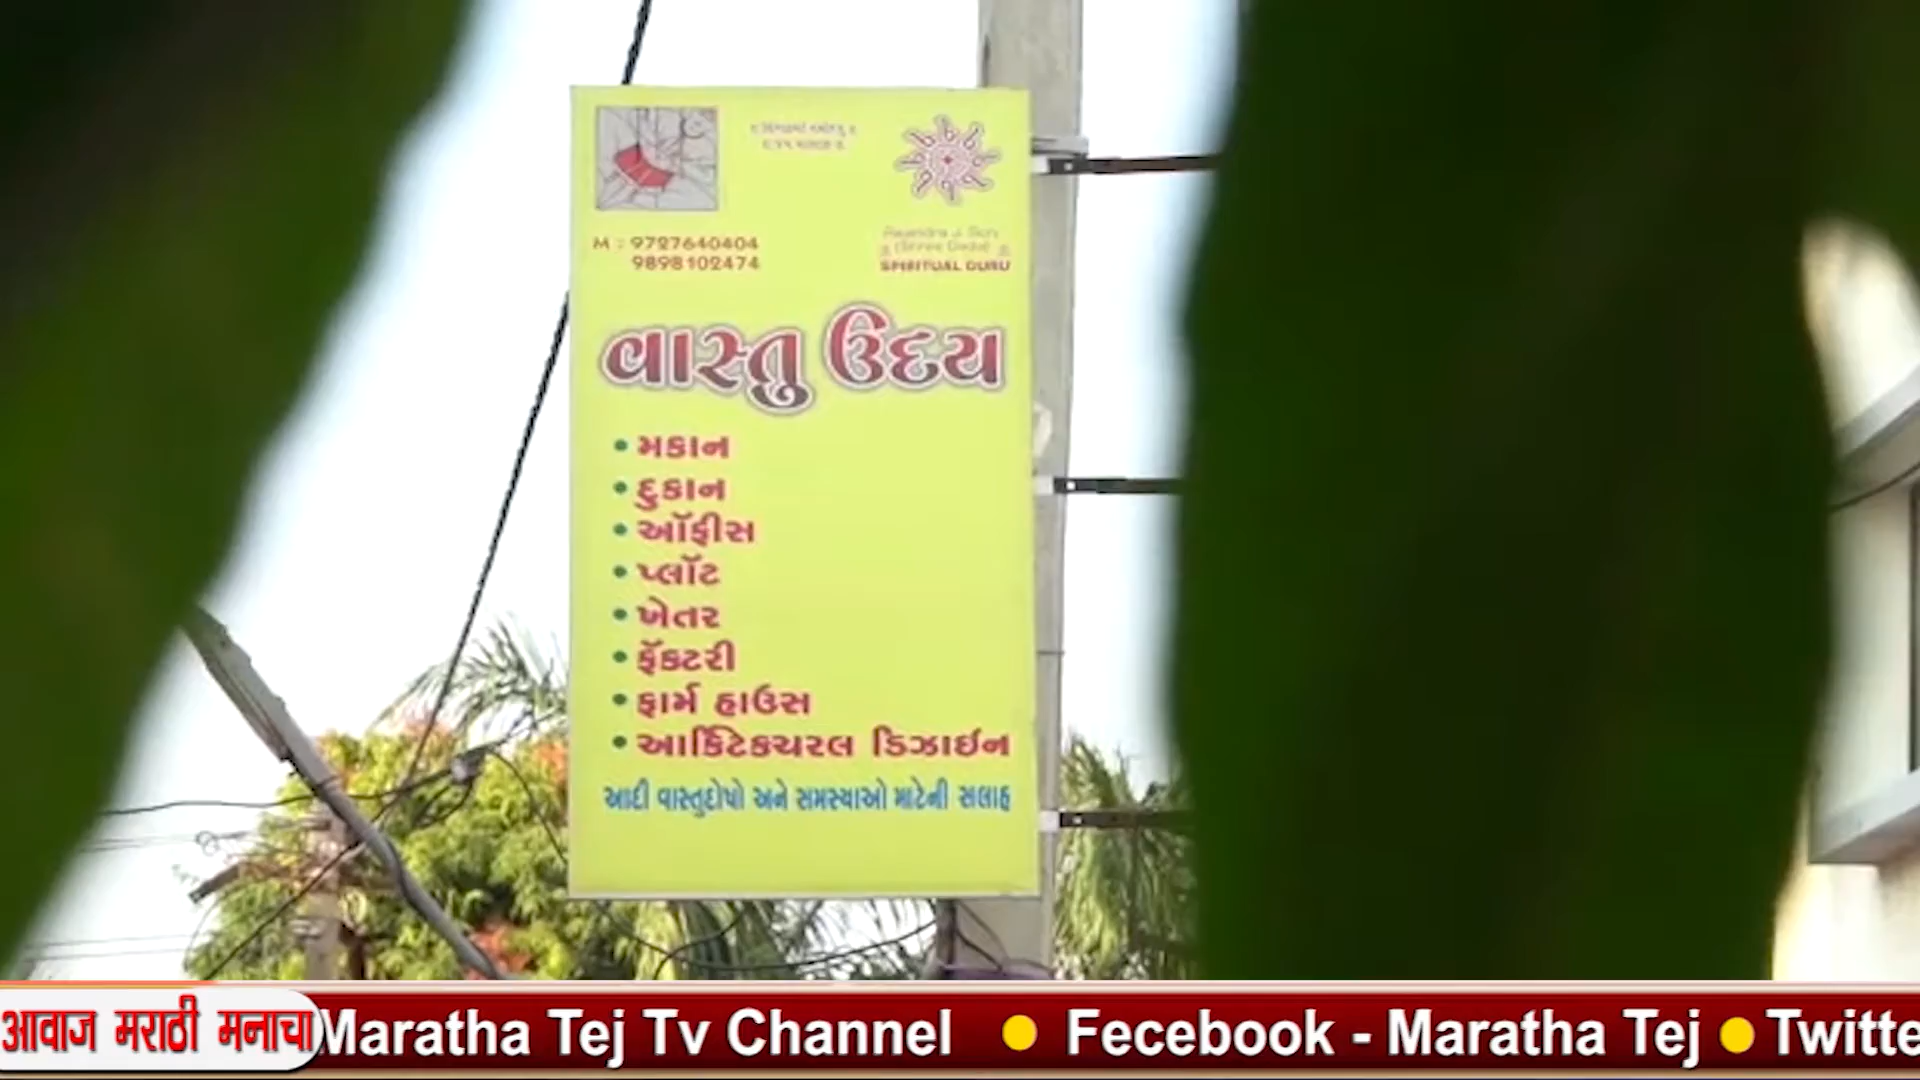 M : 9727640404
9898102474
SPIRITUAL GURU
વાસ્તુ ઉદય
• મકાન
• દુકાન
• ઑફીસ
• પ્લૉટ
• ખેતર
• ફૅક્ટરી
• ફાર્મ હાઉસ
• આર્કિટેકચરલ ડિઝાઈન
આદી વાસ્તુદોષો અને સમસ્યાઓ માટેની સલાહ
आवाज मराठी मनाचा Maratha Tej Tv Channel Fecebook - Maratha Tej Twitte